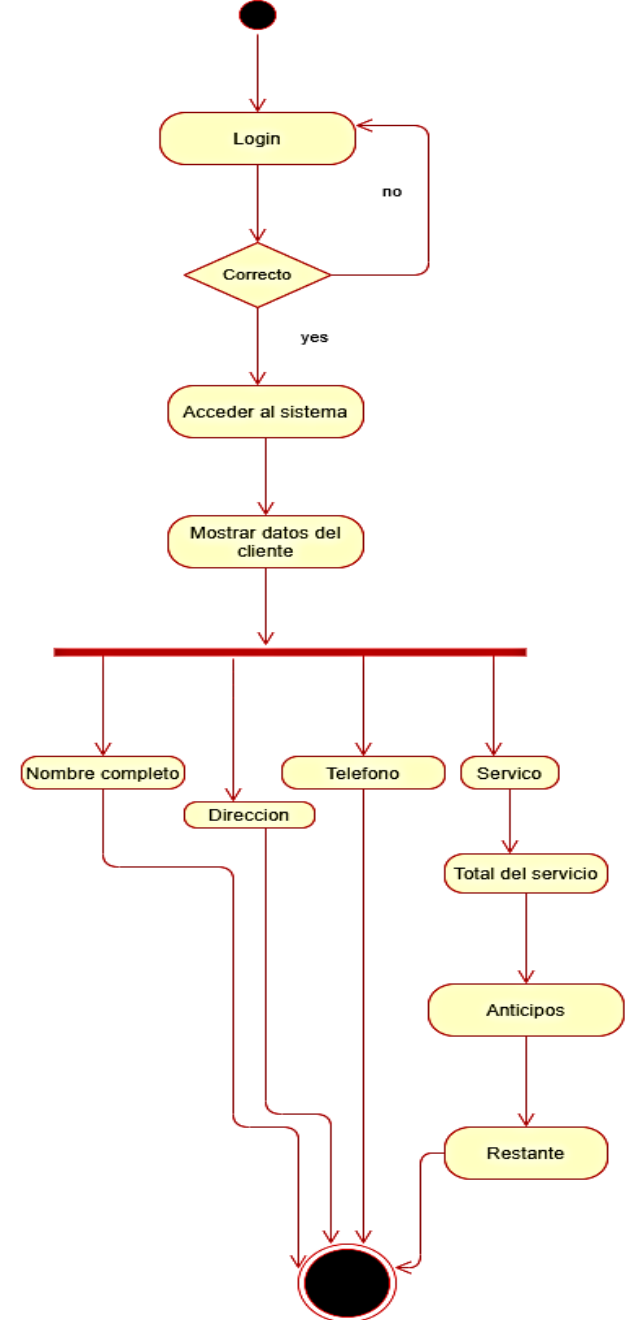 Login
no
Correcto
yes
Acceder al sistema
Mostrar datos del
cliente
Nombre completo
Telefono
Servico
Direccion
Total del servicio
Anticipos
Restante